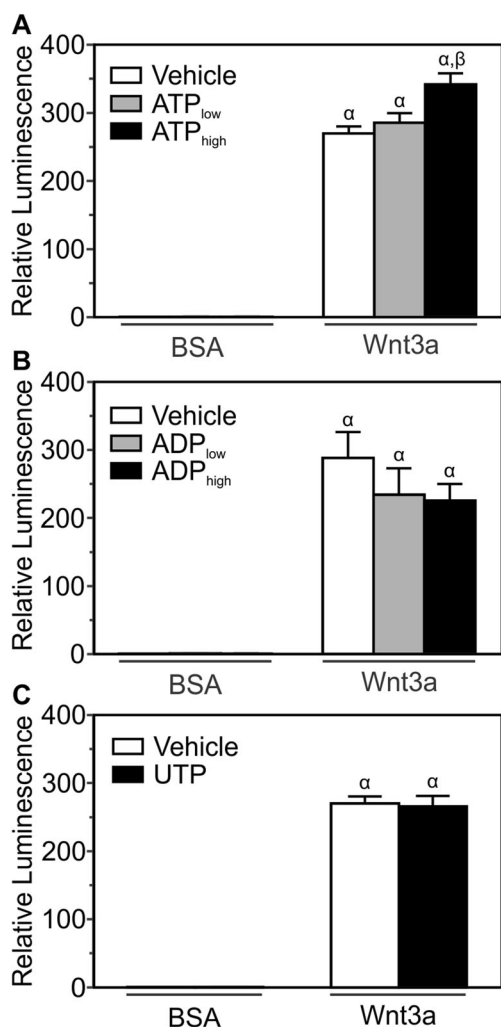 A
Relative Luminescence
400
300
200
100
0
Vehicle
ATPlow
ATPhigh
α
α
α,β
BSA
Wnt3a
B
Relative Luminescence
400
300
200
100
0
Vehicle
ADPlow
ADPhigh
α
α
α
BSA
Wnt3a
C
Relative Luminescence
400
300
200
100
0
Vehicle
UTP
α
α
BSA
Wnt3a